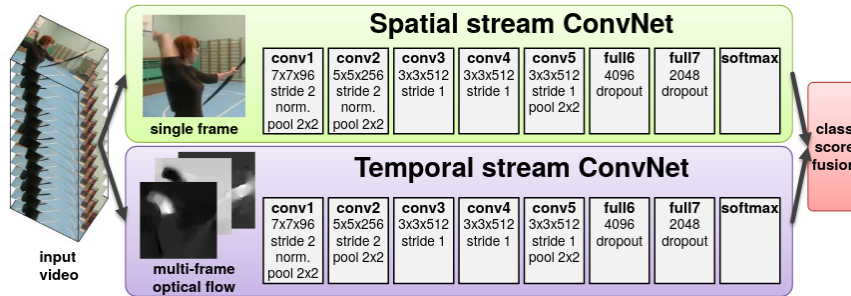 Spatial stream ConvNet
conv1
7x7x96
stride 2
norm.
pool 2x2
conv2
5x5x256
stride 2
norm.
pool 2x2
conv3
3x3x512
stride 1
conv4
3x3x512
stride 1
conv5
3x3x512
stride 1
pool 2x2
full6
4096
dropout
full7
2048
dropout
softmax
single frame
Temporal stream ConvNet
conv1
7x7x96
stride 2
norm.
pool 2x2
conv2
5x5x256
stride 2
pool 2x2
conv3
3x3x512
stride 1
conv4
3x3x512
stride 1
conv5
3x3x512
stride 1
pool 2x2
full6
4096
dropout
full7
2048
dropout
softmax
multi-frame
optical flow
input
video
class
score
fusion